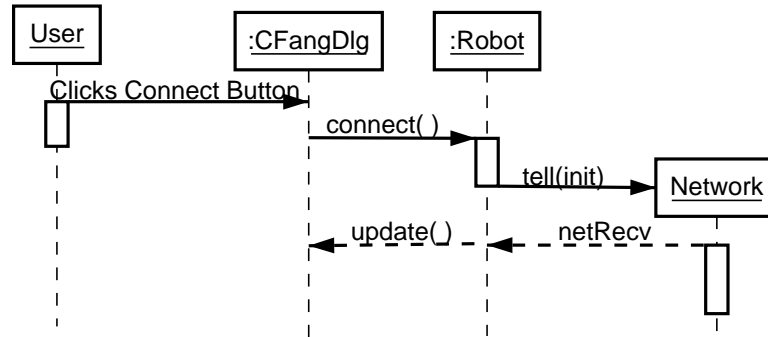 User
:CFangDlg
:Robot
Clicks Connect Button
connect( )
tell(init)
Network
update( )
netRecv